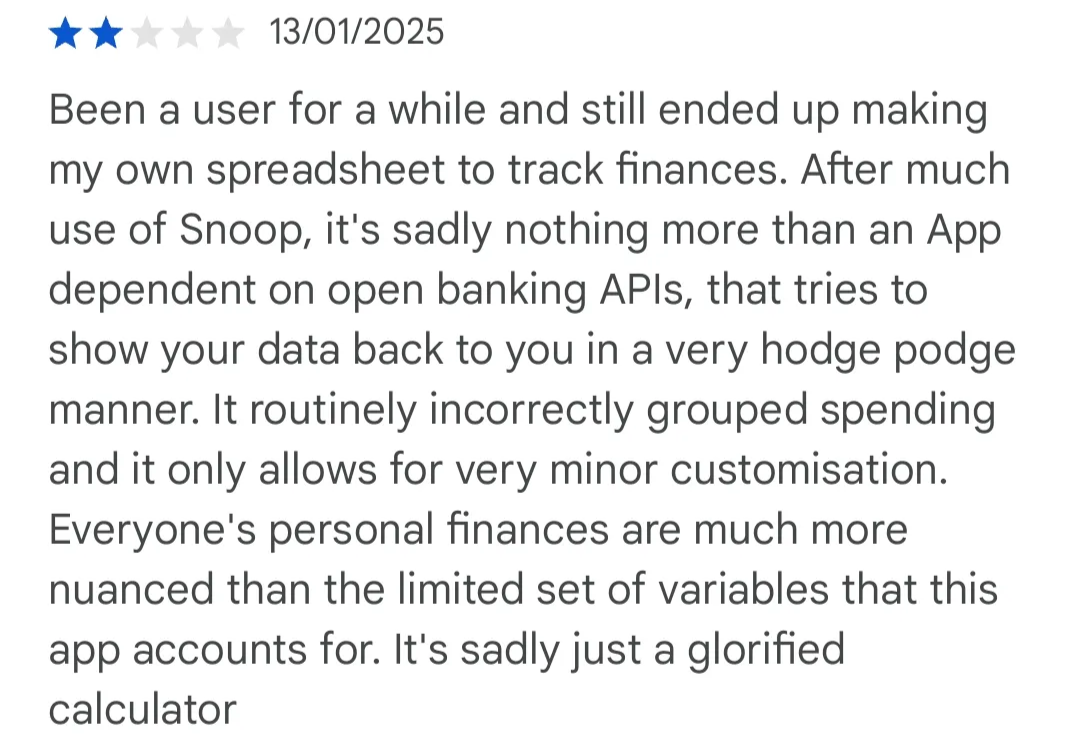 13/01/2025
Been a user for a while and still ended up making
my own spreadsheet to track finances. After much
use of Snoop, it's sadly nothing more than an App
dependent on open banking APIs, that tries to
show your data back to you in a very hodge podge
manner. It routinely incorrectly grouped spending
and it only allows for very minor customisation.
Everyone's personal finances are much more
nuanced than the limited set of variables that this
app accounts for. It's sadly just a glorified
calculator